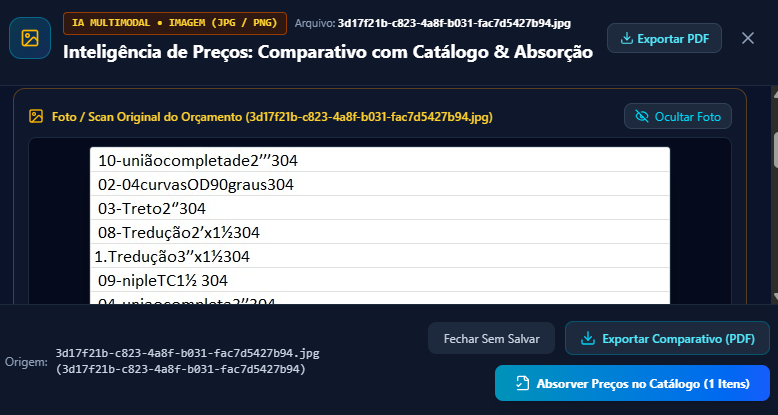 IA MULTIMODAL • IMAGEM (JPG / PNG) Arquivo: 3d17f21b-c823-4a8f-b031-fac7d5427b94.jpg
Inteligência de Preços: Comparativo com Catálogo & Absorção
Exportar PDF
Foto / Scan Original do Orçamento (3d17f21b-c823-4a8f-b031-fac7d5427b94.jpg)
Ocultar Foto
10-uniãocompletade2’’’304
02-04curvasOD90graus304
03-Treto2’’304
08-Tredução2’x1½304
1.Tredução3’’x1½304
09-nipleTC1½ 304
04-uniaocompleta3’’304
Origem: 3d17f21b-c823-4a8f-b031-fac7d5427b94.jpg
(3d17f21b-c823-4a8f-b031-fac7d5427b94)
Fechar Sem Salvar
Exportar Comparativo (PDF)
Absorver Preços no Catálogo (1 Itens)